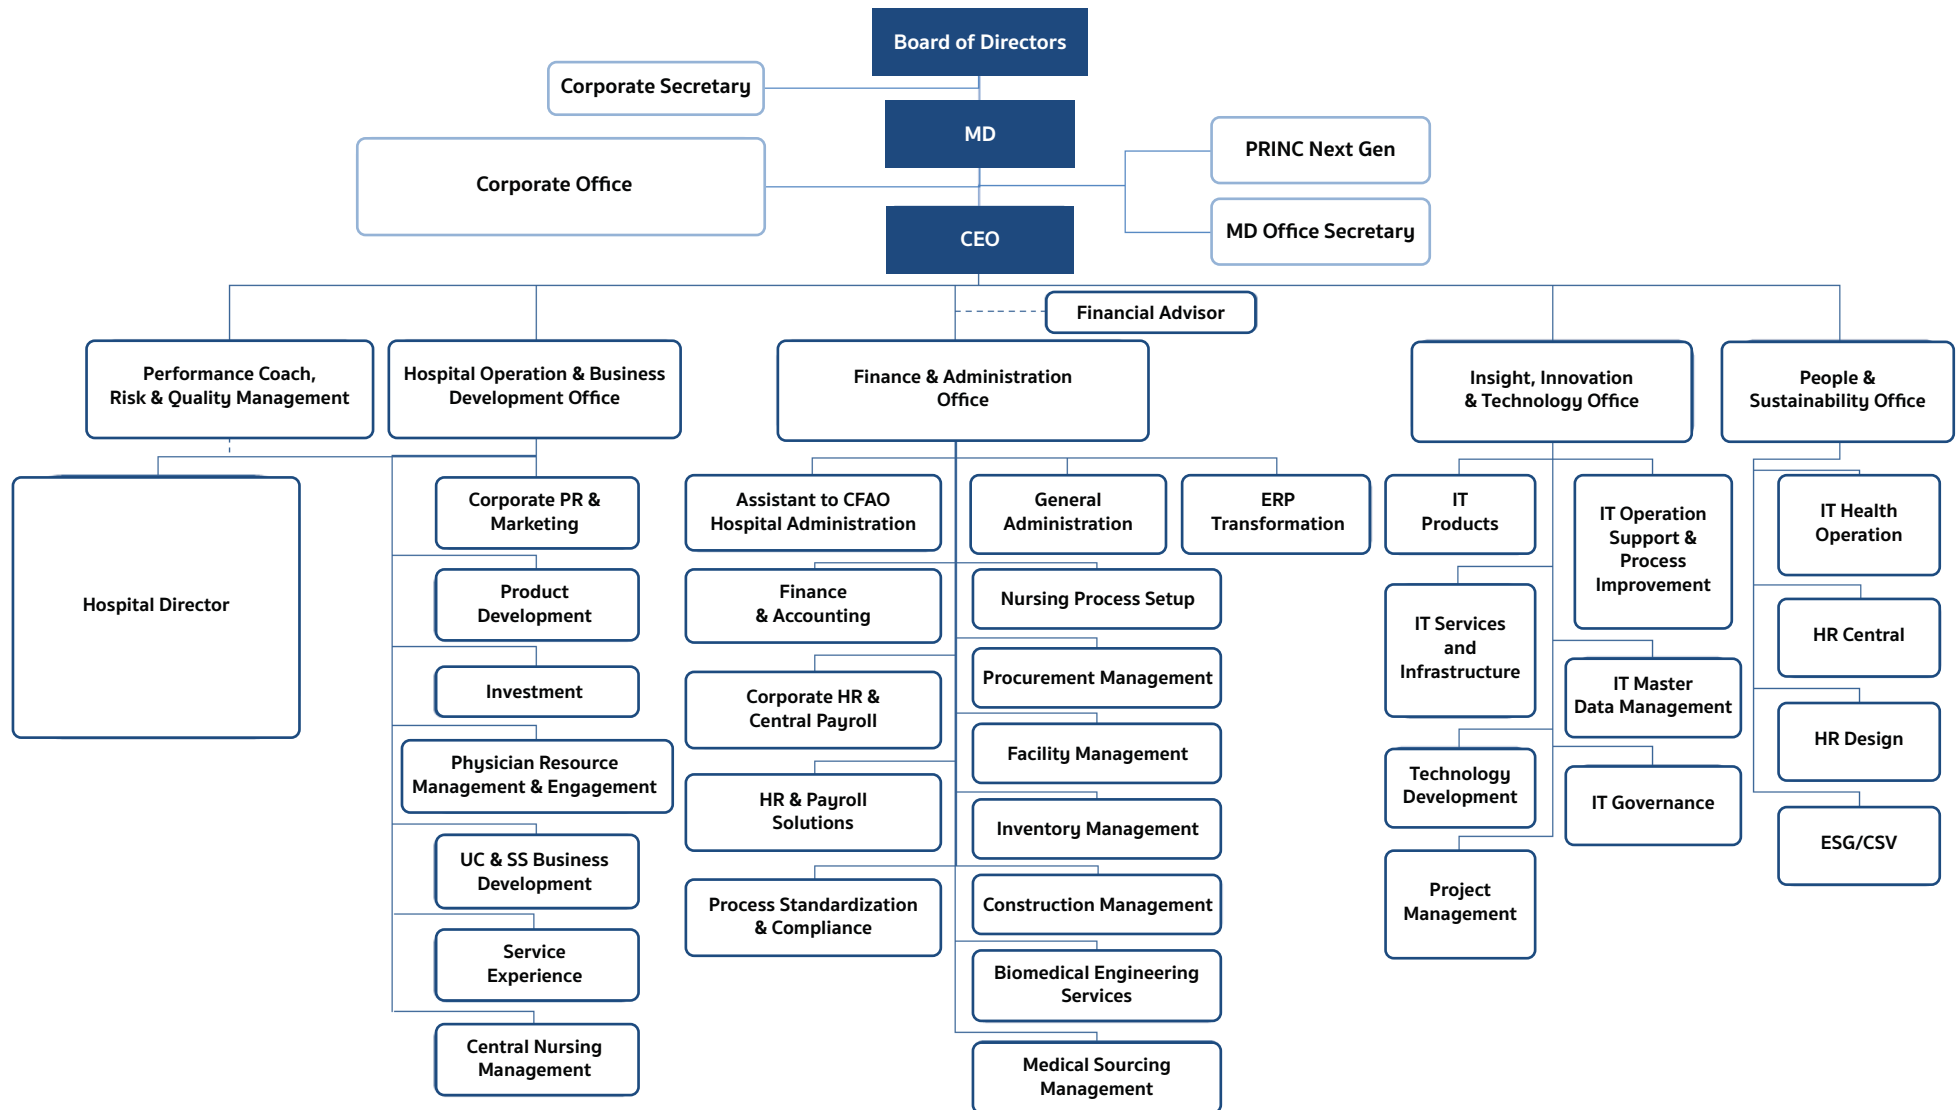 Board of Directors
Corporate Secretary
MD
PRINC Next Gen
Corporate Office
MD Office Secretary
CEO
Financial Advisor
Performance Coach,
Risk & Quality Management
Hospital Operation & Business
Development Office
Finance & Administration
Office
Insight, Innovation
& Technology Office
People &
Sustainability Office
Hospital Director
Corporate PR &
Marketing
Product
Development
Investment
Physician Resource
Management & Engagement
UC & SS Business
Development
Service
Experience
Central Nursing
Management
Assistant to CFAO
Hospital Administration
General
Administration
ERP
Transformation
Finance
& Accounting
Corporate HR &
Central Payroll
HR & Payroll
Solutions
Process Standardization
& Compliance
Nursing Process Setup
Procurement Management
Facility Management
Inventory Management
Construction Management
Biomedical Engineering
Services
Medical Sourcing
Management
IT
Products
IT Services
and
Infrastructure
Technology
Development
Project
Management
IT Operation
Support &
Process
Improvement
IT Master
Data Management
IT Governance
IT Health
Operation
HR Central
HR Design
ESG/CSV